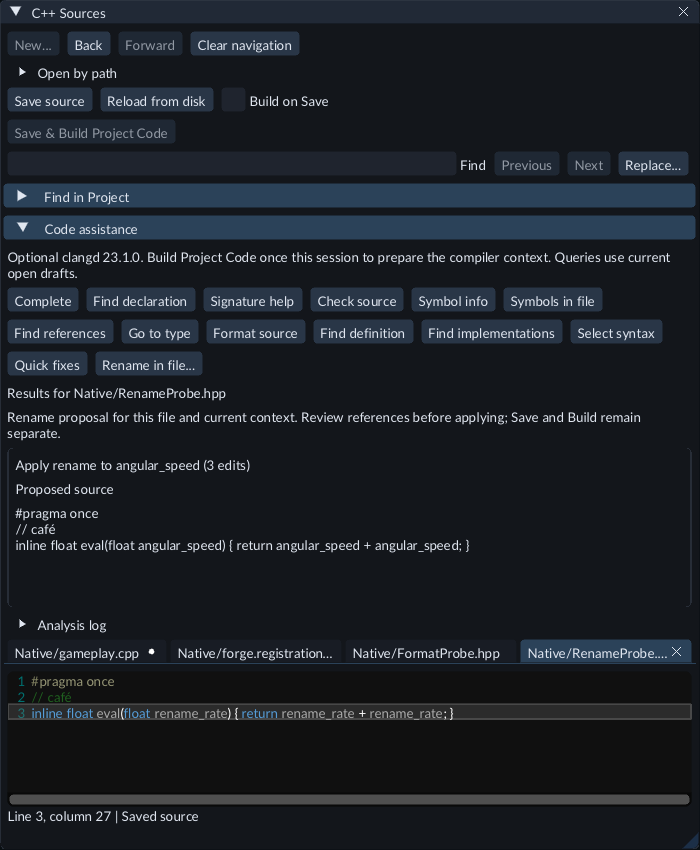 C++ Sources
New... Back Forward Clear navigation
Open by path
Save source Reload from disk Build on Save
Save & Build Project Code
Find Previous Next Replace...
Find in Project
Code assistance
Optional clangd 23.1.0. Build Project Code once this session to prepare the compiler context. Queries use current
open drafts.
Complete Find declaration Signature help Check source Symbol info Symbols in file
Find references Go to type Format source Find definition Find implementations Select syntax
Quick fixes Rename in file...
Results for Native/RenameProbe.hpp
Rename proposal for this file and current context. Review references before applying; Save and Build remain
separate.
Apply rename to angular_speed (3 edits)
Proposed source
#pragma once
// café
inline float eval(float angular_speed) { return angular_speed + angular_speed; }
Analysis log
Native/gameplay.cpp Native/forge.registration... Native/FormatProbe.hpp Native/RenameProbe....
1 #pragma once
2 // café
3 inline float eval(float rename_rate) { return rename_rate + rename_rate; }
Line 3, column 27 | Saved source